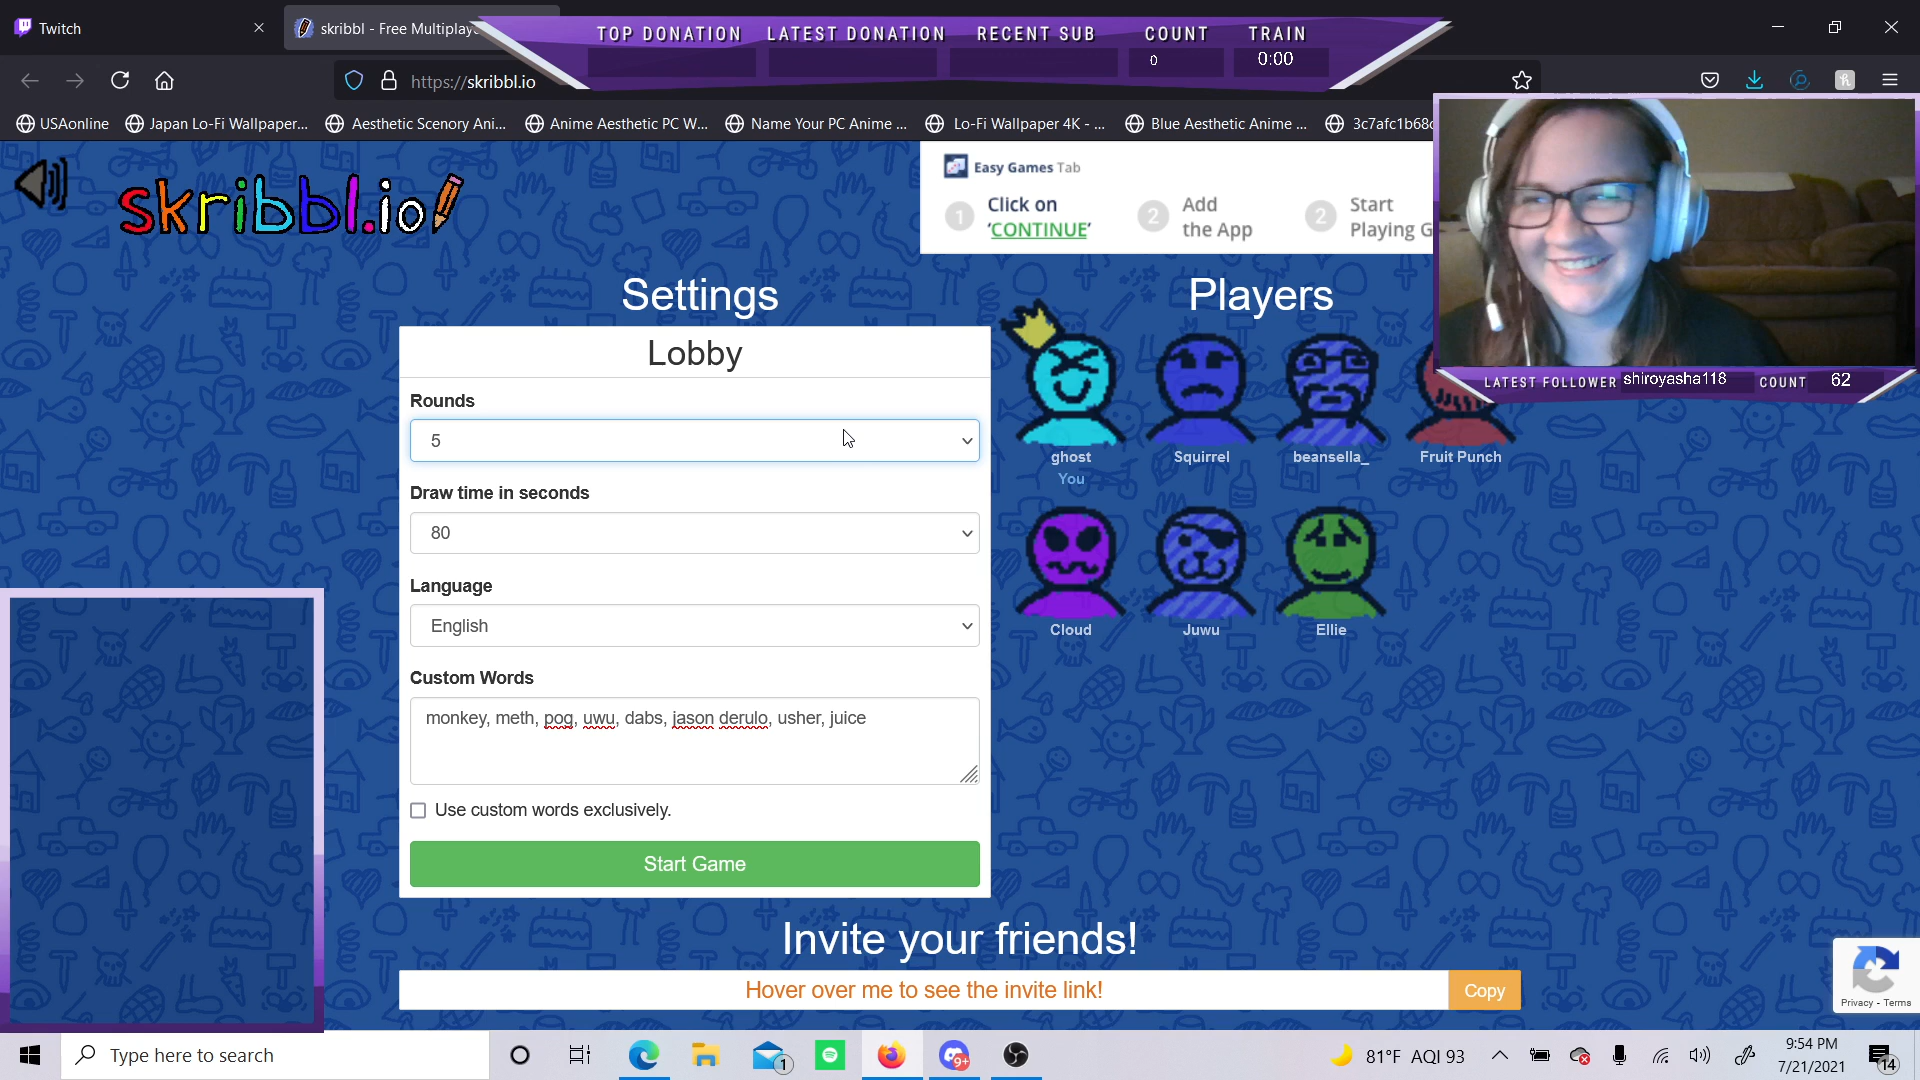 Twitch
skribbl - Free Multiplay
TOP DONATION LATEST DONATION RECENT SUB COUNT TRAIN
0 0:00
https://skribbl.io
USAonline Japan Lo-Fi Wallpaper... Aesthetic Scenory Ani... Anime Aesthetic PC W... Name Your PC Anime ... Lo-Fi Wallpaper 4K - ... Blue Aesthetic Anime ... 3c7afc1b68
skribbl.io
Easy Games Tab
1 Click on 'CONTINUE'
2 Add the App
2 Start Playing G
LATEST FOLLOWER shiroyasha118 COUNT 62
Settings
Lobby
Rounds
5
Draw time in seconds
80
Language
English
Custom Words
monkey, meth, pog, uwu, dabs, jason derulo, usher, juice
Use custom words exclusively.
Start Game
Players
ghost Squirrel beansella_ Fruit Punch
You
Cloud Juwu Ellie
Invite your friends!
Hover over me to see the invite link!
Copy
Privacy - Terms
Type here to search
1
9+
81°F AQI 93
9:54 PM
7/21/2021
14